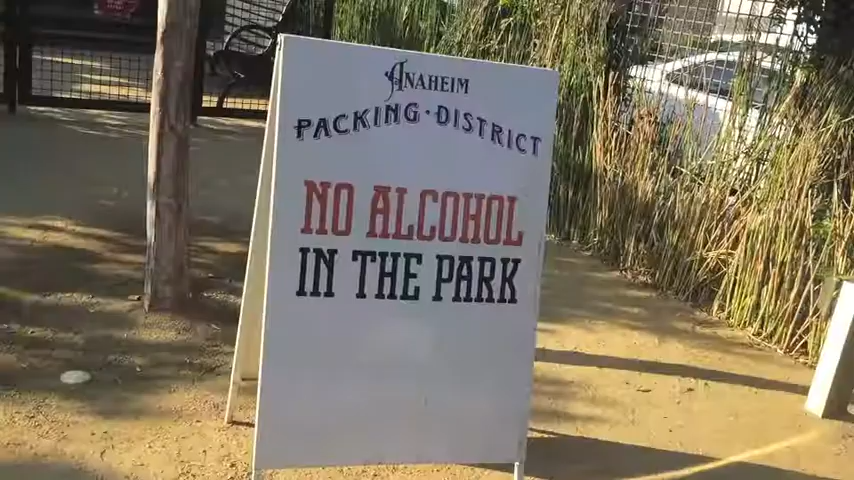 ANAHEIM
PACKING·DISTRICT
NO ALCOHOL
IN THE PARK